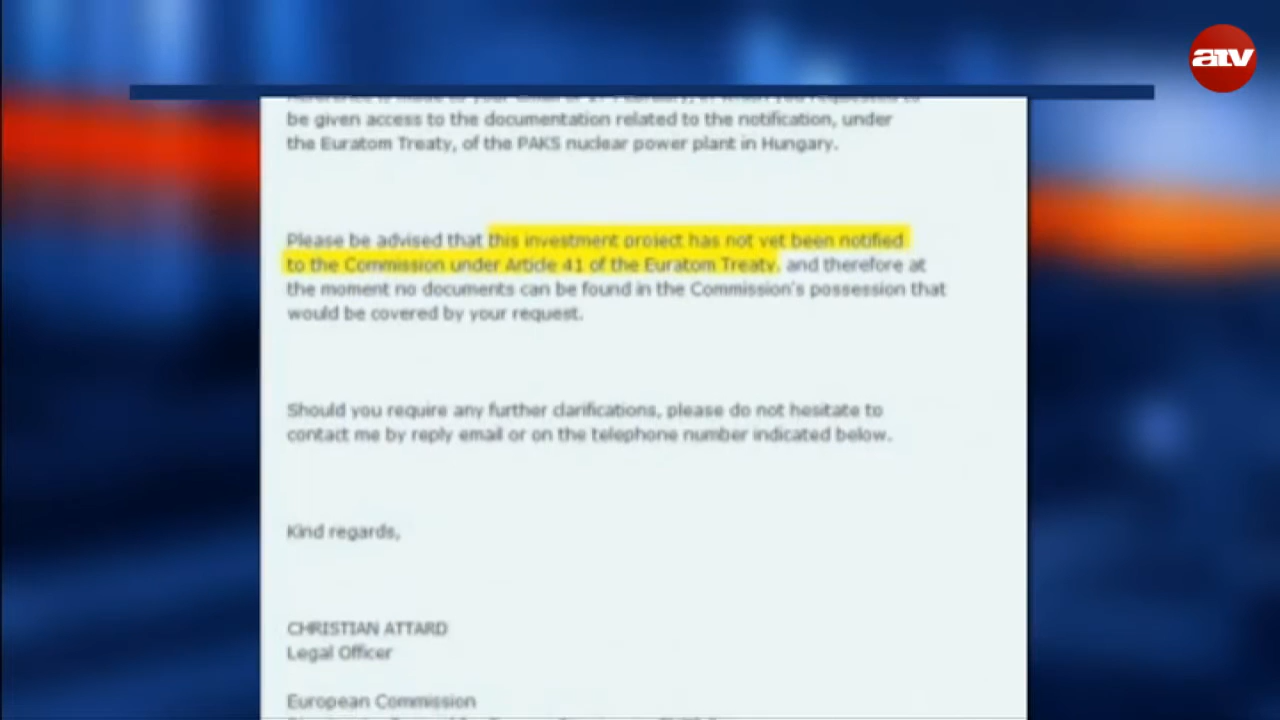 atv
be given access to the documentation related to the notification, under
the Euratom Treaty, of the PAKS nuclear power plant in Hungary.
Please be advised that this investment project has not yet been notified
to the Commission under Article 41 of the Euratom Treaty, and therefore at
the moment no documents can be found in the Commission's possession that
would be covered by your request.
Should you require any further clarifications, please do not hesitate to
contact me by reply email or on the telephone number indicated below.
Kind regards,
CHRISTIAN ATTARD
Legal Officer
European Commission